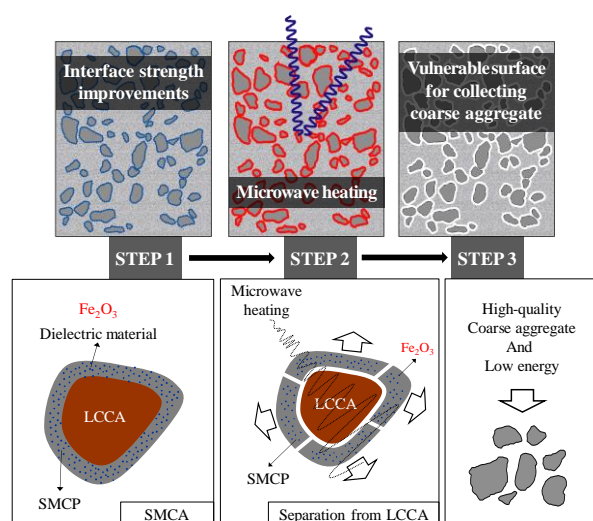 Interface strength
improvements
Microwave heating
Vulnerable surface
for collecting
coarse aggregate
STEP 1
STEP 2
STEP 3
Fe₂O₃
Dielectric material
LCCA
SMCP
SMCA
Microwave
heating
Fe₂O₃
LCCA
SMCP
Separation from LCCA
High-quality
Coarse aggregate
And
Low energy